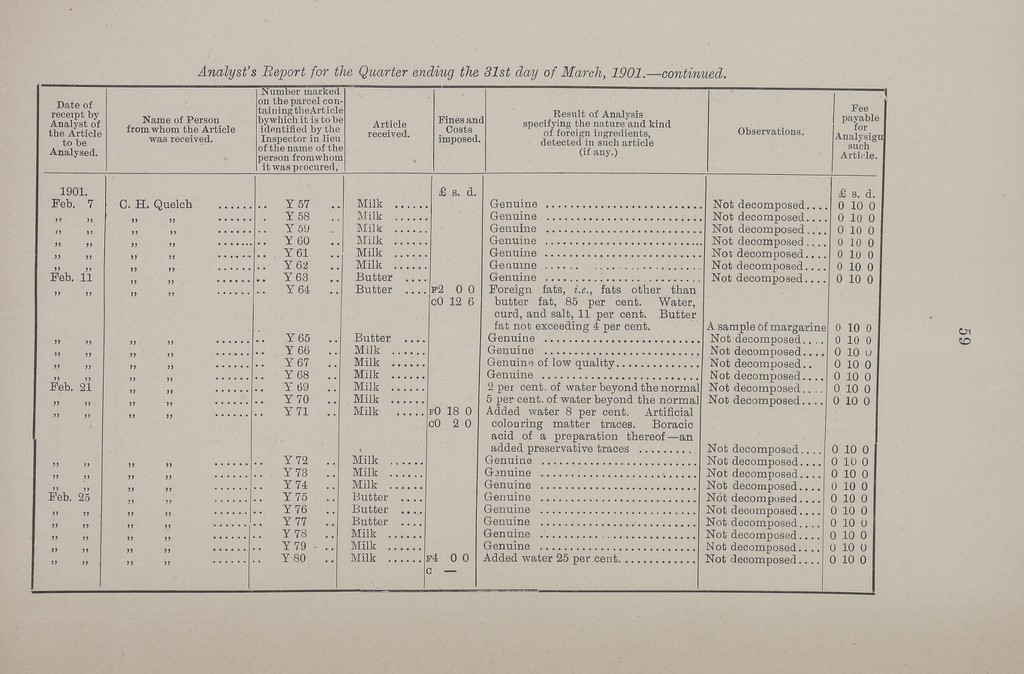 Analyst's Report for the Quarter ending the 31st day of March, 1901.—continued.
Date of receipt by Analyst of the Article to be Analysed.
Name of Person from whom the Article was received.
Number marked on the parcel containing the Article by which it is to be identified by the Inspector in lieu of the name of the person from whom it was procured,
Article received.
Fines and Costs imposed.
Result of Analysis specifying the nature and kind of foreign ingredients, detected in such article (if any.)
Observations.
Fee payable for Analysign such Article.
1901. £ s. d. £ s. d.
Feb. 7 C. H. Quelch ...... .. Y 57 .. Milk ...... Genuine ........ Not decomposed.... 0 10 0
,, ,, ,, ,, ...... .. Y 58 .. Milk ...... Genuine ........ Not decomposed.... 0 10 0
,, ,, ,, ,, ...... .. Y 59 . Milk ...... Genuine ........ Not decomposed.... 0 10 0
,, ,, ,, ,, ...... .. Y 60 .. Milk ...... Genuine ........ Not decomposed.... 0 10 0
,, ,, ,, ,, ...... .. Y 61 .. Milk ...... Genuine ........ Not decomposed.... 0 10 0
,, ,, ,, ,, ...... .. Y 62 .. Milk ...... Genuine ........ Not decomposed.... 0 10 0
Feb. 11 ,, ,, ...... .. Y 63 .. Butter .... Genuine ........ Not decomposed.... 0 10 0
,, ,, ,, ,, ...... .. Y 64 .. Butter .... F2 0 0 Foreign fats, i.e., fats other than
c0 12 6 butter fat, 85 per cent. Water,
curd, and salt, 11 per cent. Butter
fat not exceeding 4 per cent. A sample of margarine 0 10 0
,, ,, ,, ,, ...... .. Y 65 .. Butter .... Genuine ........ Not decomposed.... 0 10 0
,, ,, ,, ,, ...... .. Y 66 .. Milk ...... Genuine ........ Not decomposed.... 0 10 0
,, ,, ,, ,, ...... .. Y 67 .. Milk ...... Genuine of low quality........ Not decomposed.. 0 10 0
,, ,, ,, ,, ...... .. Y 68 .. Milk ...... Genuine ........ Not decomposed.... 0 10 0
Feb. 21 ,, ,, ...... .. Y 69 .. Milk ...... 2 per cent. of water beyond the normal Not decomposed.... 0 10 0
,, ,, ,, ,, ...... .. Y 70 .. Milk ...... 5 per cent. of water beyond the normal Not decomposed.... 0 10 0
,, ,, ,, ,, ...... .. Y 71 .. Milk ..... F0 18 0 Added water 8 per cent. Artificial
c0 2 0 colouring matter traces. Boracic
acid of a preparation thereof—an
added preservative traces ........ Not decomposed.... 0 10 0
,, ,, ,, ,, ...... .. Y 72 .. Milk ...... Genuine ........ Not decomposed.... 0 10 0
,, ,, ,, ,, ...... .. Y 73 .. Milk ...... Genuine ........ Not decomposed.... 0 10 0
,, ,, ,, ,, ...... .. Y 74 .. Milk ...... Genuine ........ Not decomposed.... 0 10 0
Feb. 25 ,, ,, ...... .. Y 75 .. Butter .... Genuine ........ Not decomposed.... 0 10 0
,, ,, ,, ,, ...... .. Y 76 .. Butter .... Genuine ........ Not decomposed.... 0 10 0
,, ,, ,, ,, ...... .. Y 77 .. Butter .... Genuine ........ Not decomposed.... 0 10 0
,, ,, ,, ,, ...... .. Y 78 .. Milk ...... Genuine ........ Not decomposed.... 0 10 0
,, ,, ,, ,, ...... .. Y 79 .. Milk ...... Genuine ........ Not decomposed.... 0 10 0
,, ,, ,, ,, ...... .. Y 80 .. Milk ...... F4 0 0 Added water 25 per cent............ Not decomposed.... 0 10 0
c —
59